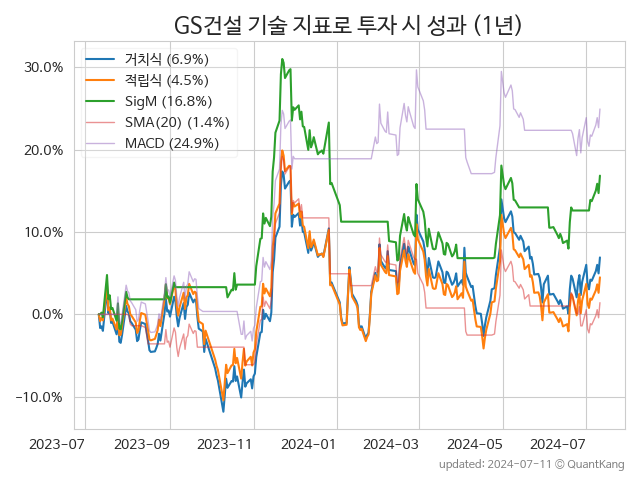 GS건설 기술 지표로 투자 시 성과 (1년)
거치식 (6.9%)
적립식 (4.5%)
SigM (16.8%)
SMA(20) (1.4%)
MACD (24.9%)
30.0%
20.0%
10.0%
0.0%
−10.0%
2023-07 2023-09 2023-11 2024-01 2024-03 2024-05 2024-07
updated: 2024-07-11 © QuantKang